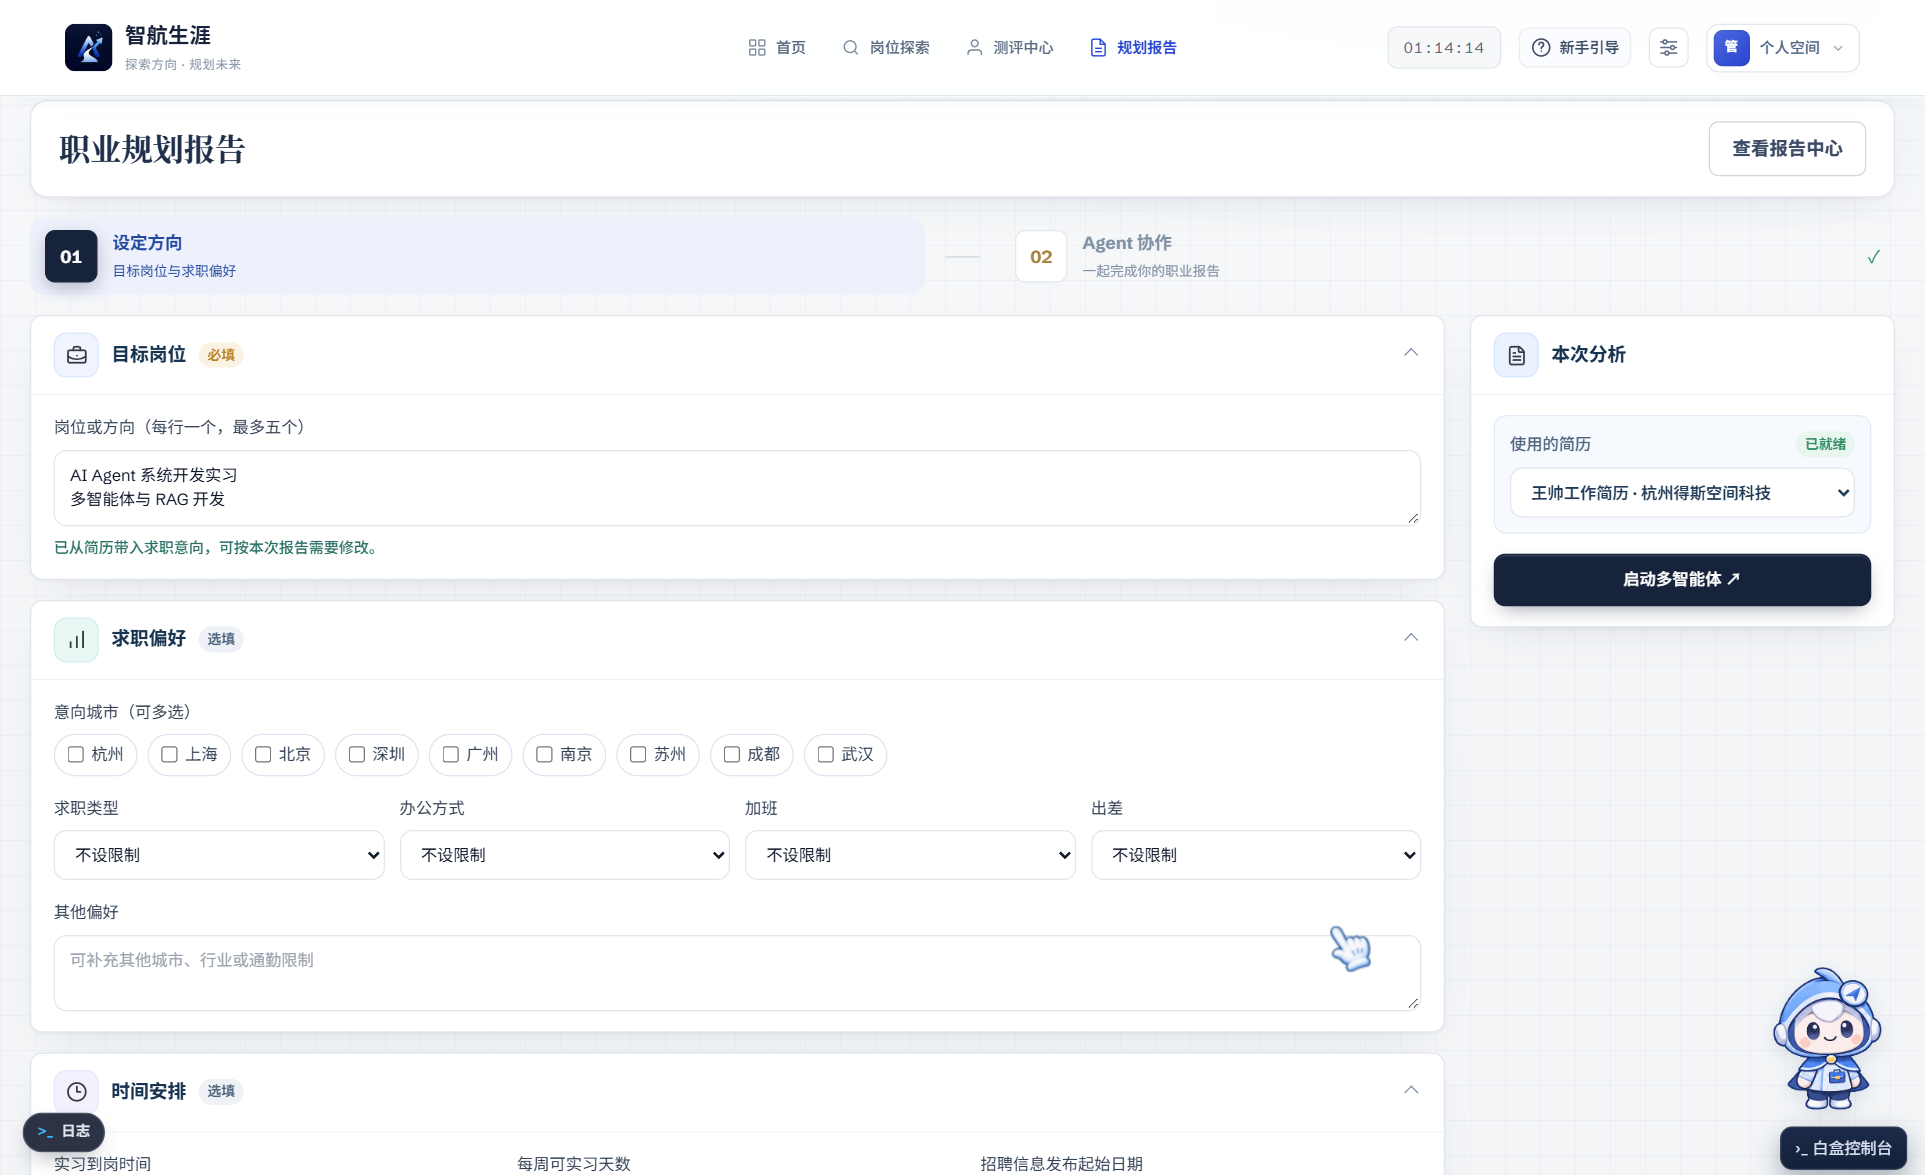 智航生涯
探索方向 · 规划未来
首页
岗位探索
测评中心
规划报告
01:14:14
新手引导
管
个人空间
职业规划报告
查看报告中心
01
设定方向
目标岗位与求职偏好
02
Agent 协作
一起完成你的职业报告
✓
目标岗位
必填
岗位或方向（每行一个，最多五个）
AI Agent 系统开发实习
多智能体与 RAG 开发
已从简历带入求职意向，可按本次报告需要修改。
本次分析
使用的简历
已就绪
王帅工作简历 · 杭州得斯空间科技
启动多智能体 ↗
求职偏好
选填
意向城市（可多选）
杭州
上海
北京
深圳
广州
南京
苏州
成都
武汉
求职类型
办公方式
加班
出差
不设限制
不设限制
不设限制
不设限制
其他偏好
可补充其他城市、行业或通勤限制
时间安排
选填
>_ 日志
实习到岗时间
每周可实习天数
招聘信息发布起始日期
›_ 白盒控制台